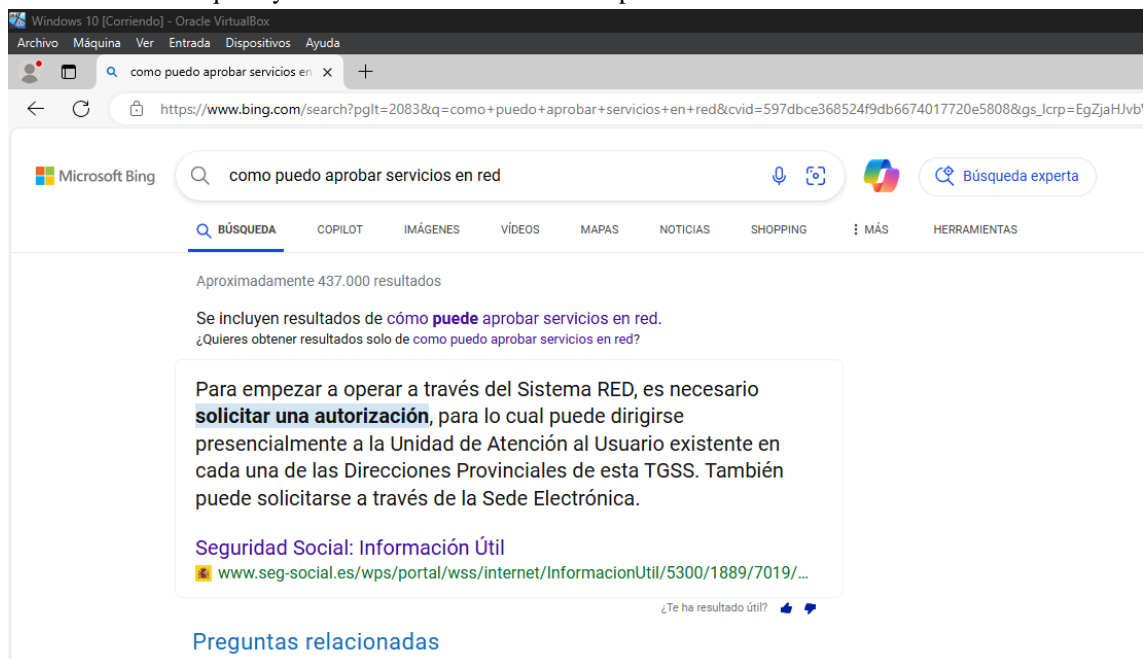 Windows 10 [Corriendo] - Oracle VirtualBox
Archivo Máquina Ver Entrada Dispositivos Ayuda
como puedo aprobar servicios en
https://www.bing.com/search?pglt=2083&q=como+puedo+aprobar+servicios+en+red&cvid=597dbce368524f9db6674017720e5808&gs_lcrp=EgZjaHJvb
Microsoft Bing
como puedo aprobar servicios en red
Búsqueda experta
BÚSQUEDA COPILOT IMÁGENES VÍDEOS MAPAS NOTICIAS SHOPPING MÁS HERRAMIENTAS
Aproximadamente 437.000 resultados
Se incluyen resultados de cómo puede aprobar servicios en red.
¿Quieres obtener resultados solo de como puedo aprobar servicios en red?
Para empezar a operar a través del Sistema RED, es necesario
solicitar una autorización, para lo cual puede dirigirse
presencialmente a la Unidad de Atención al Usuario existente en
cada una de las Direcciones Provinciales de esta TGSS. También
puede solicitarse a través de la Sede Electrónica.
Seguridad Social: Información Útil
www.seg-social.es/wps/portal/wss/internet/InformacionUtil/5300/1889/7019/...
¿Te ha resultado útil?
Preguntas relacionadas